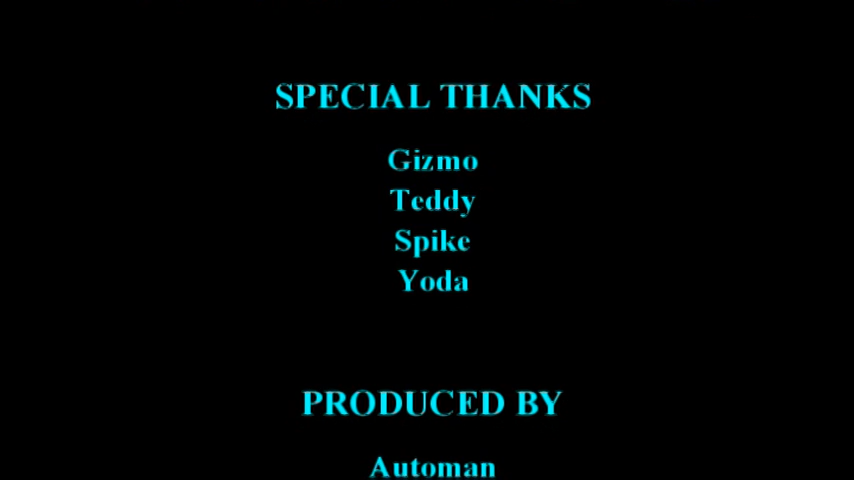 SPECIAL THANKS
Gizmo
Teddy
Spike
Yoda
PRODUCED BY
Automan